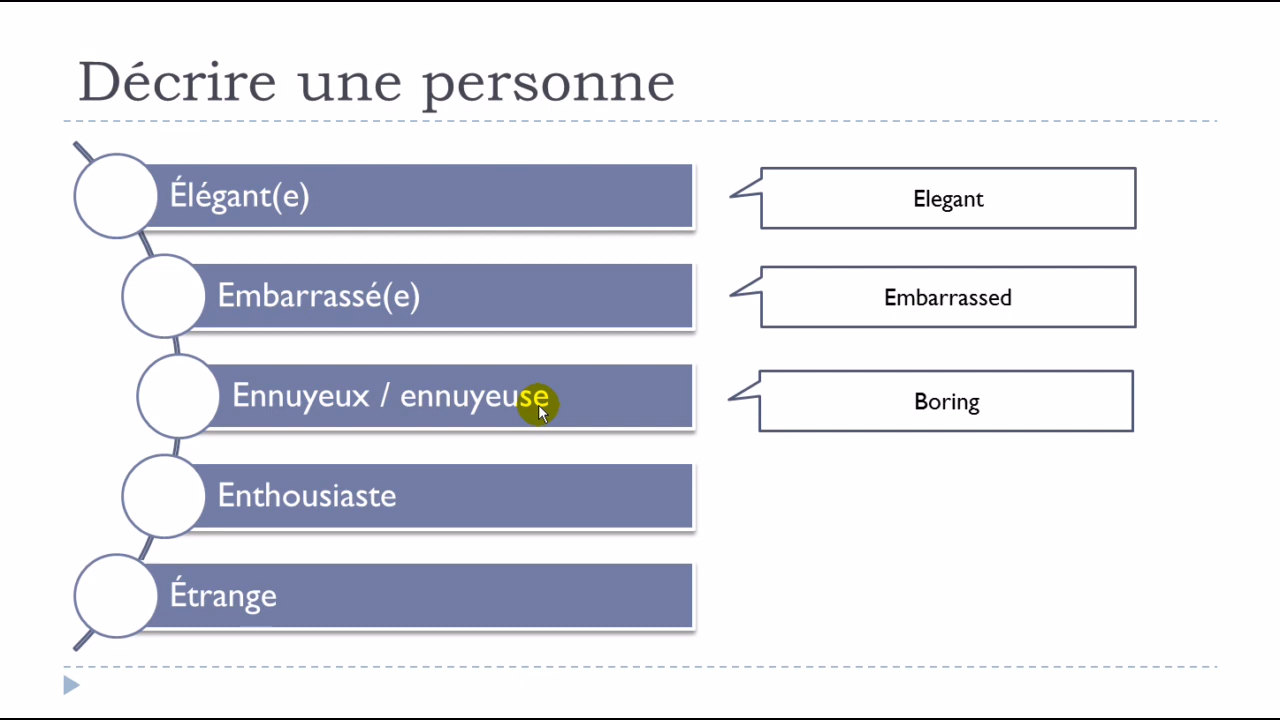 Décrire une personne
Élégant(e)
Elegant
Embarrassé(e)
Embarrassed
Ennuyeux / ennuyeuse
Boring
Enthousiaste
Étrange